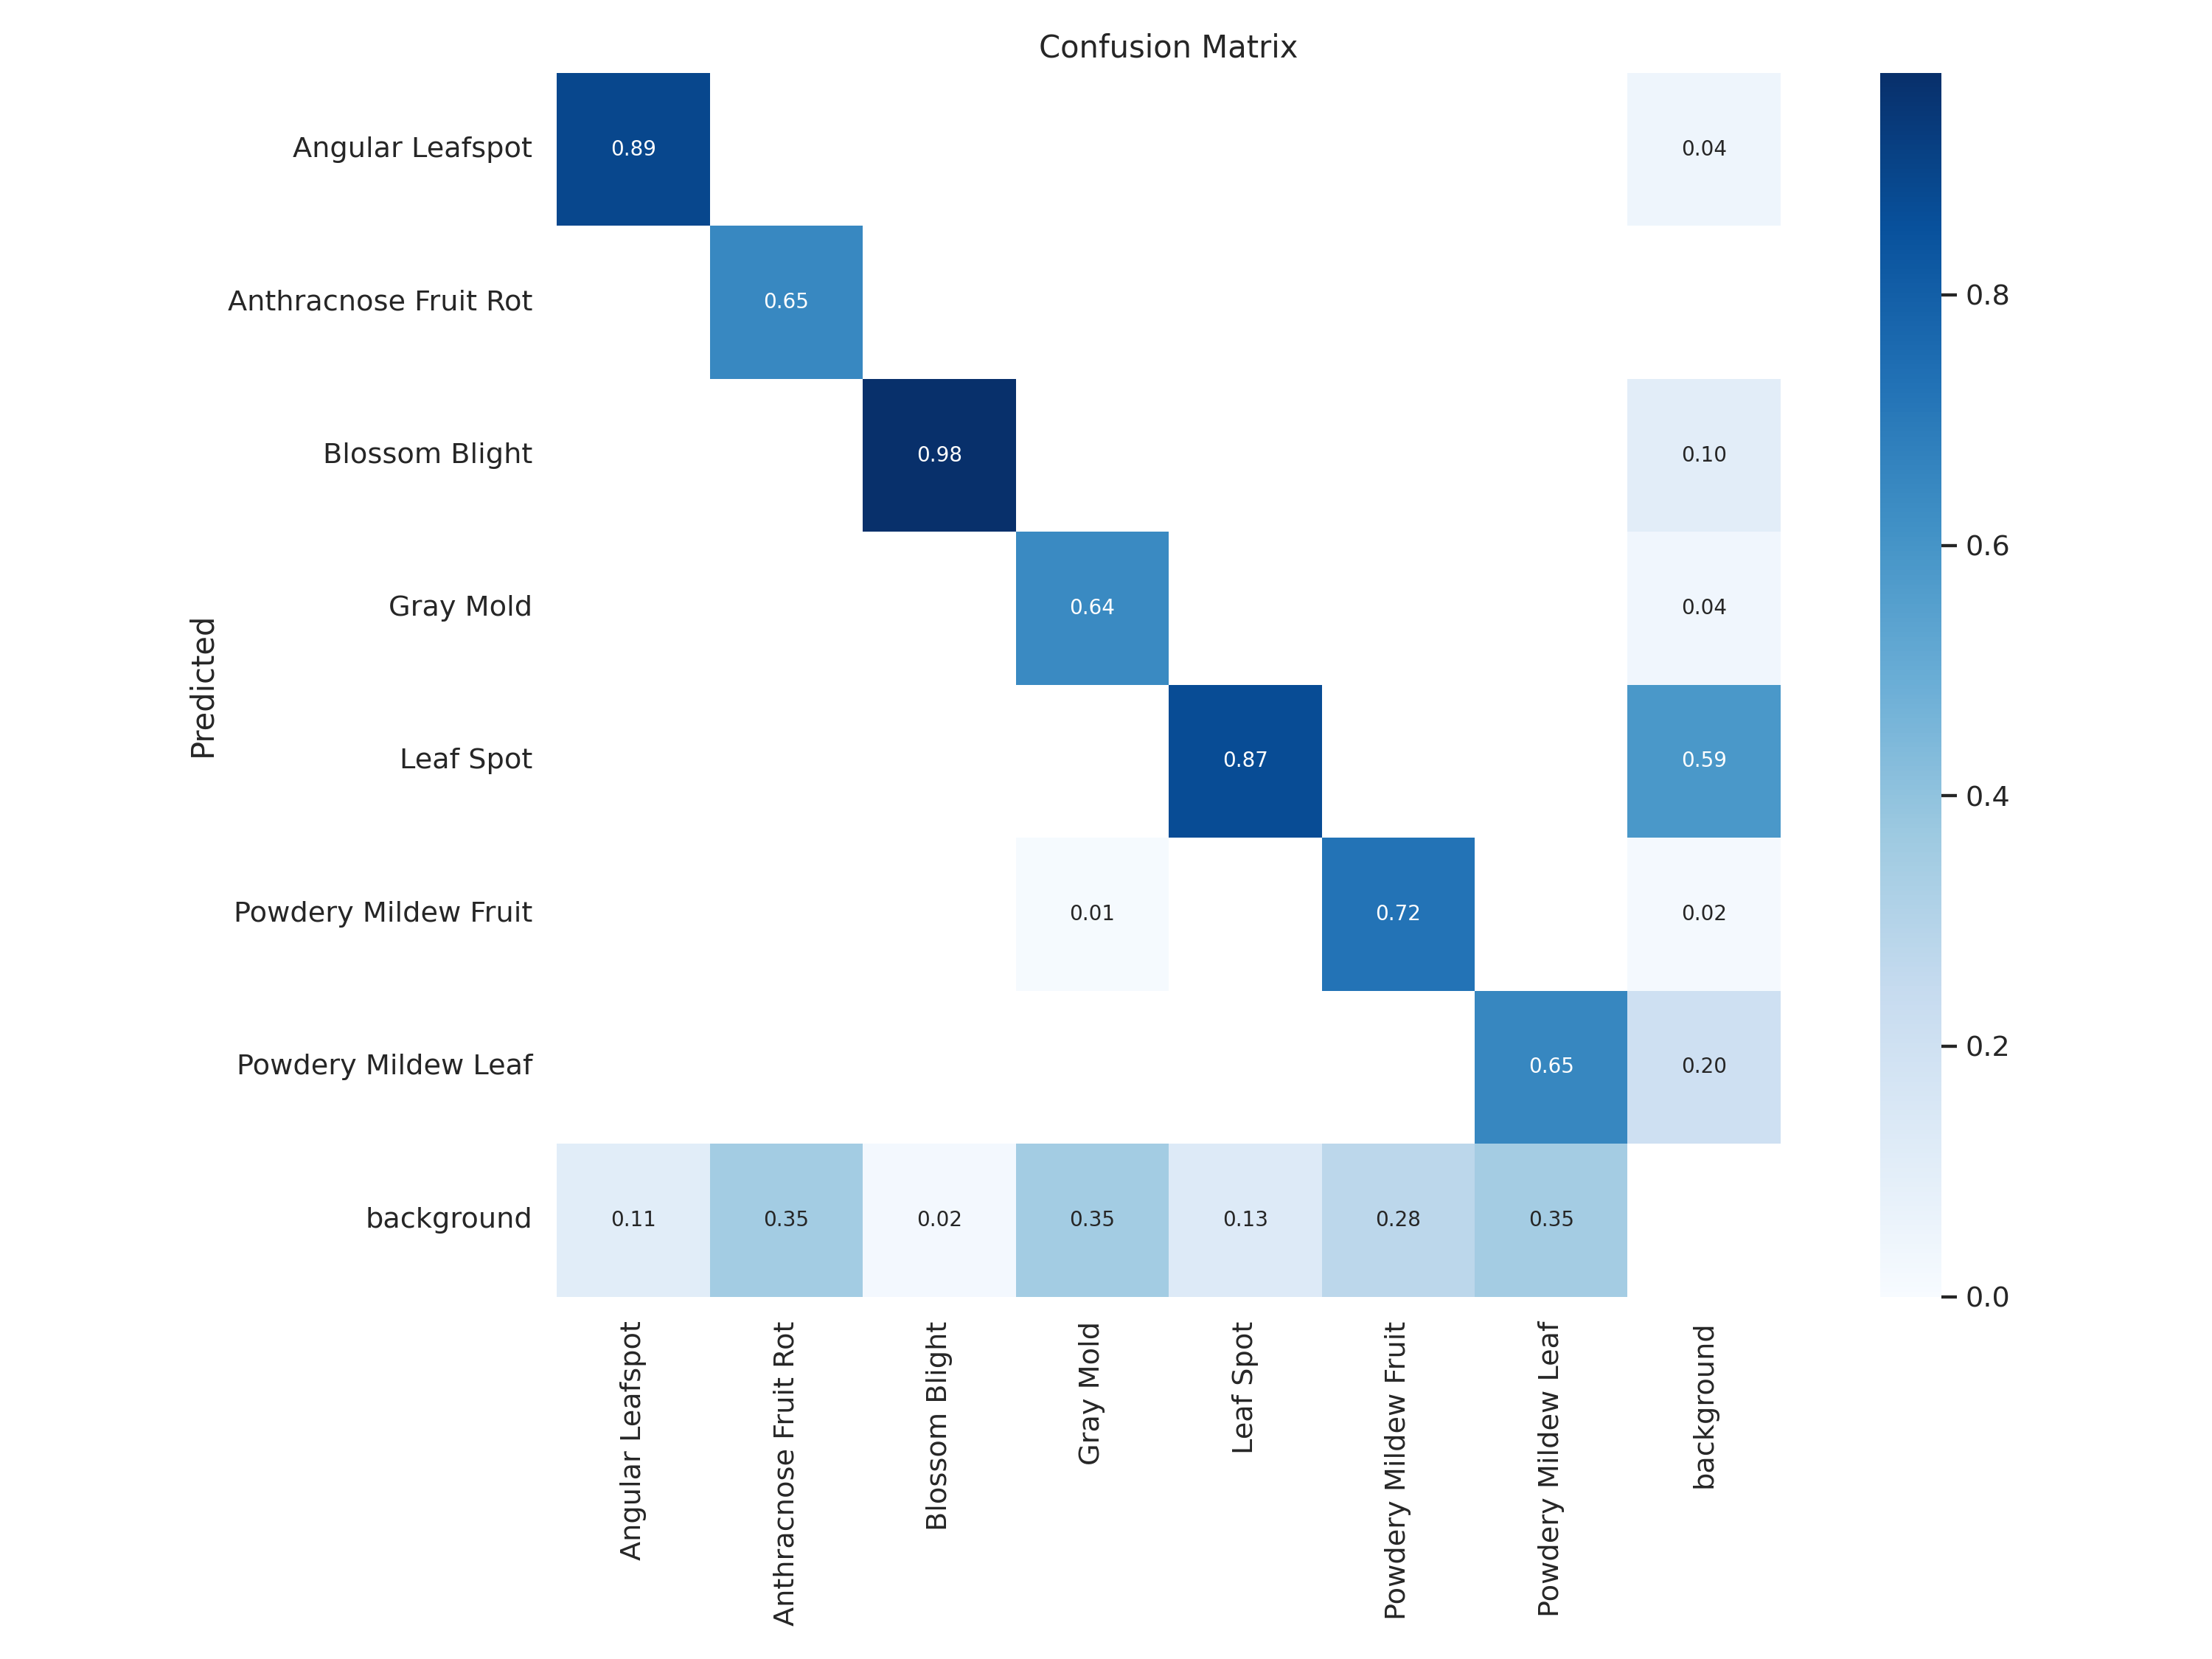 Confusion Matrix
Predicted
Angular Leafspot 0.89 0.04
Anthracnose Fruit Rot 0.65
Blossom Blight 0.98 0.10
Gray Mold 0.64 0.04
Leaf Spot 0.87 0.59
Powdery Mildew Fruit 0.01 0.72 0.02
Powdery Mildew Leaf 0.65 0.20
background 0.11 0.35 0.02 0.35 0.13 0.28 0.35
Angular Leafspot
Anthracnose Fruit Rot
Blossom Blight
Gray Mold
Leaf Spot
Powdery Mildew Fruit
Powdery Mildew Leaf
background
0.8
0.6
0.4
0.2
0.0